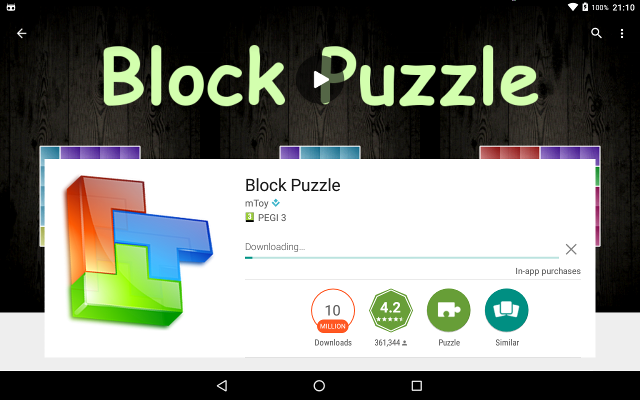 100% 21:10
Block Puzzle
Block Puzzle
mToy
3 PEGI 3
Downloading...
In-app purchases
10
MILLION
Downloads
4.2
361,344
Puzzle
Similar